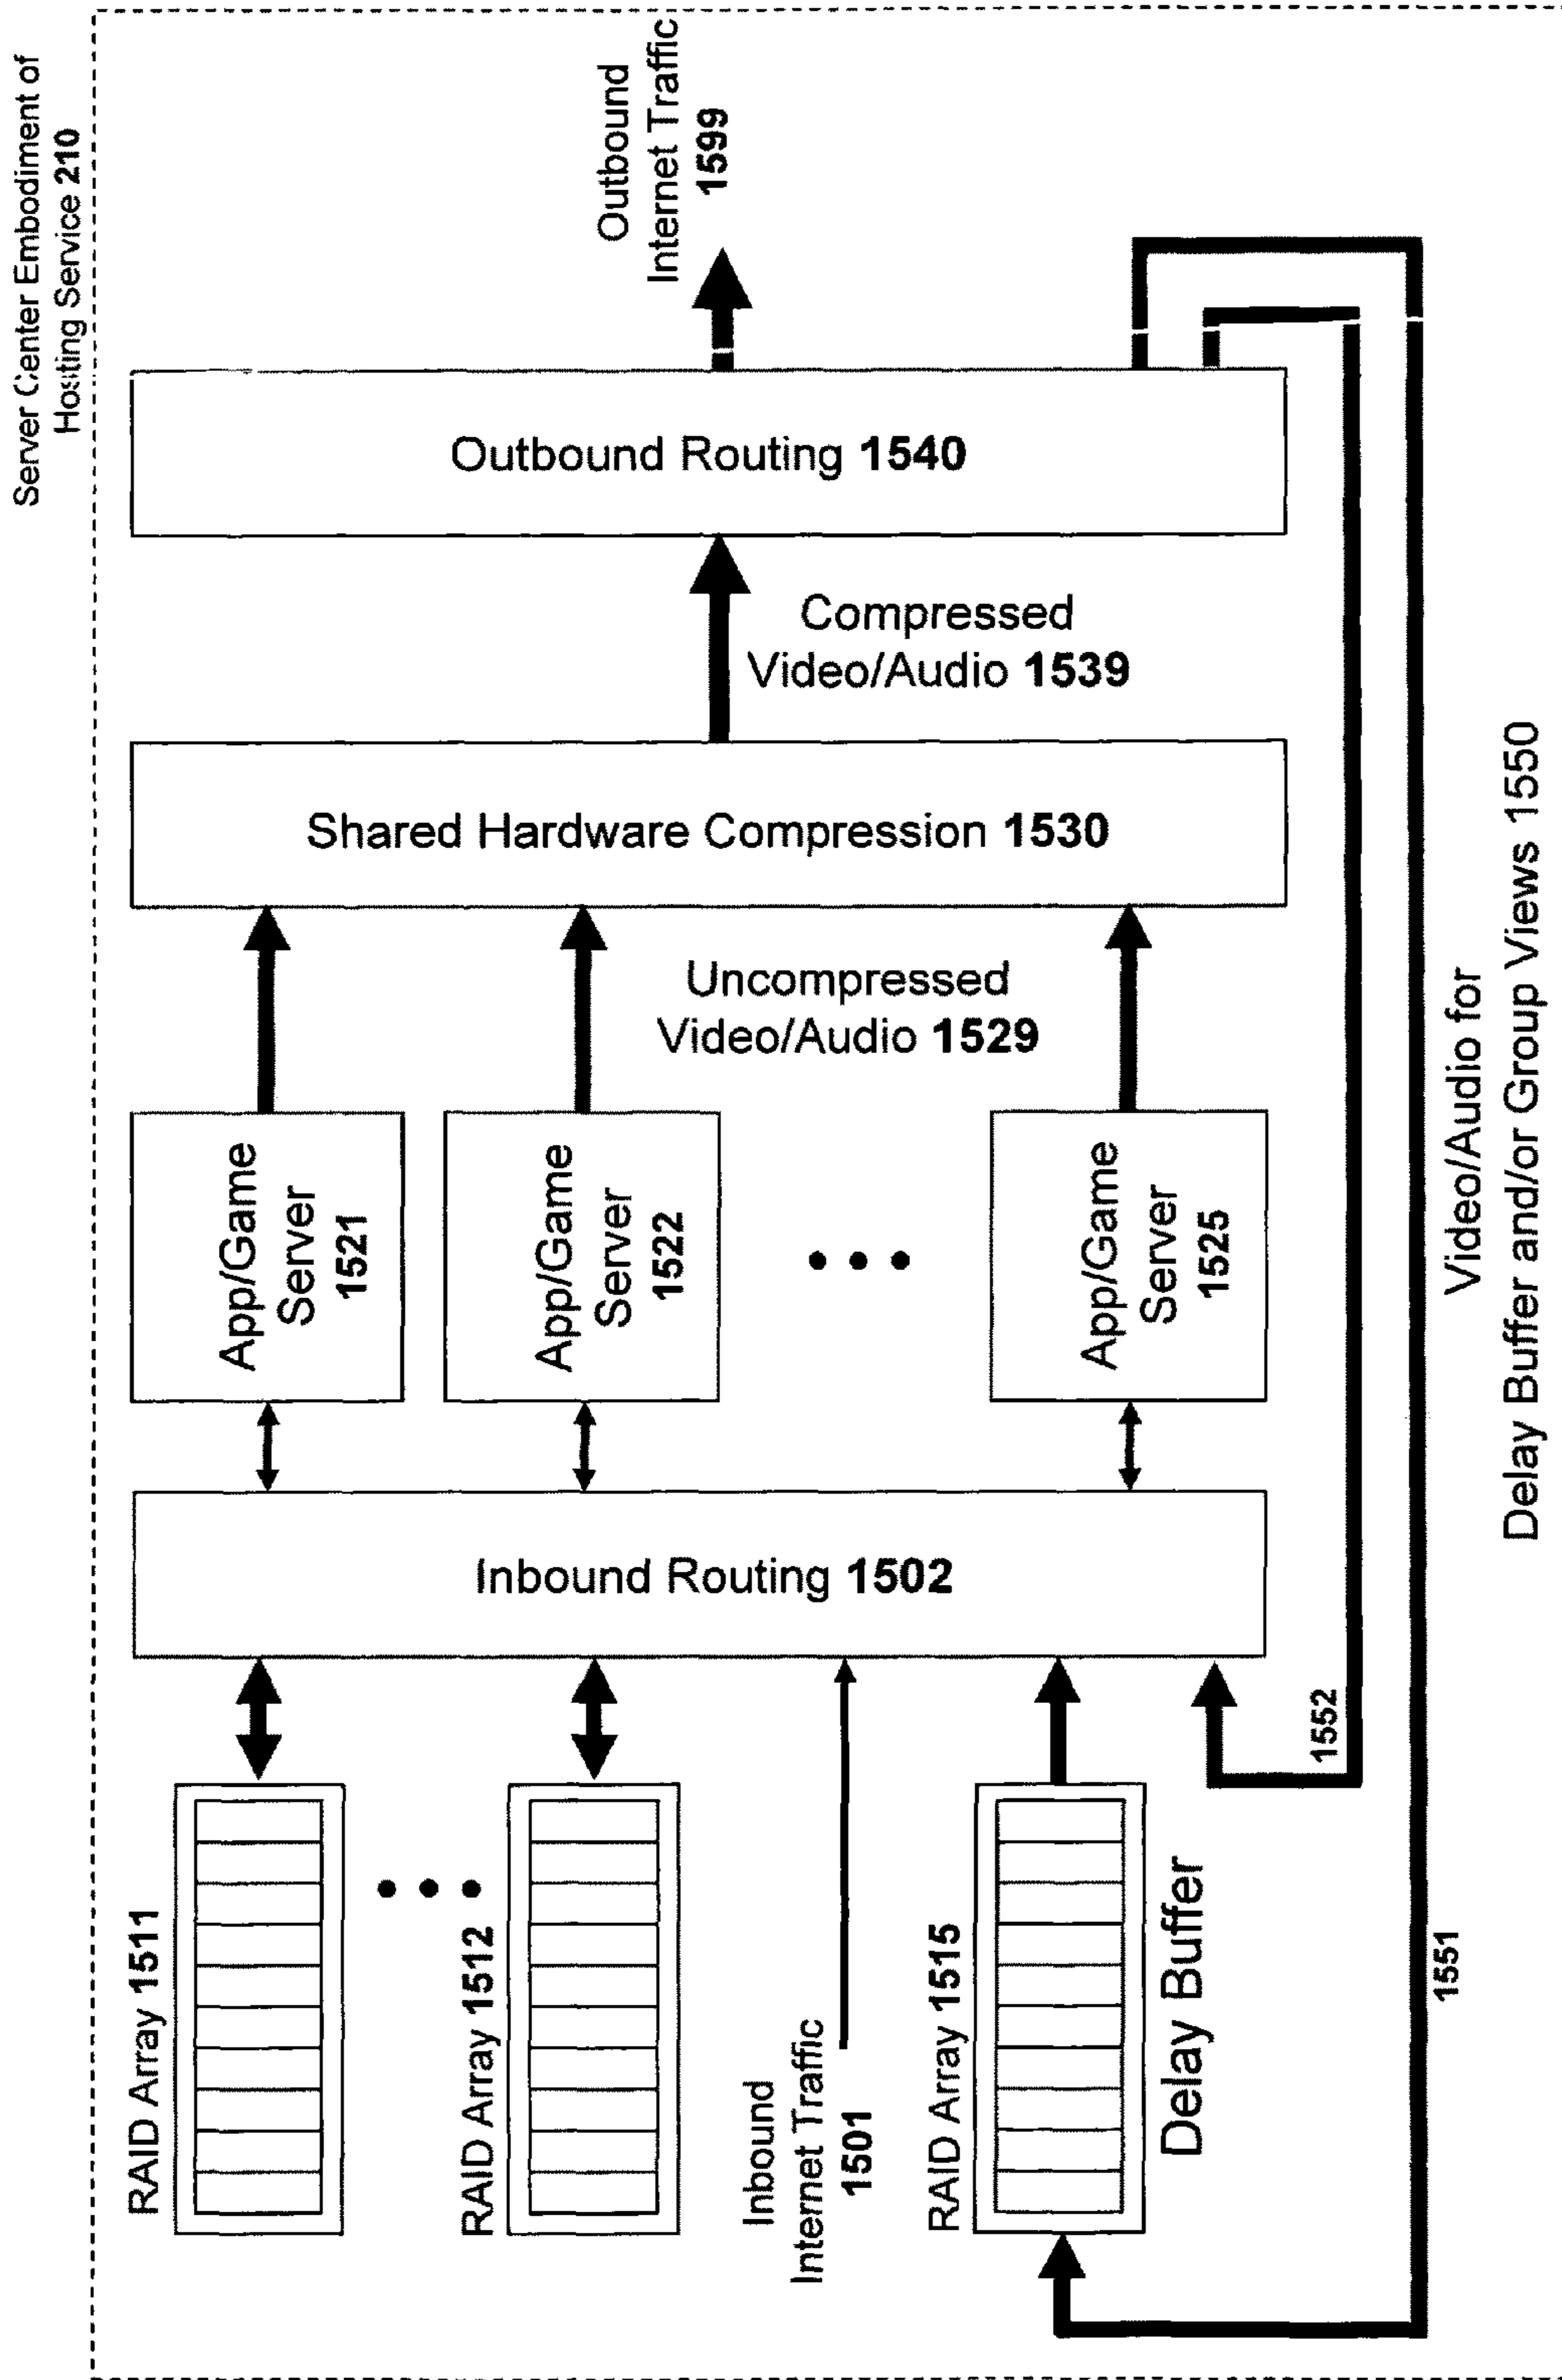 Server Center Embodiment of
Hosting Service 210
RAID Array 1511
RAID Array 1512
Inbound
Internet Traffic
1501
RAID Array 1515
Delay Buffer
Inbound Routing 1502
App/Game
Server
1521
App/Game
Server
1522
App/Game
Server
1525
Uncompressed
Video/Audio 1529
Shared Hardware Compression 1530
Compressed
Video/Audio 1539
Outbound Routing 1540
Outbound
Internet Traffic
1599
1552
1551
Video/Audio for
Delay Buffer and/or Group Views 1550